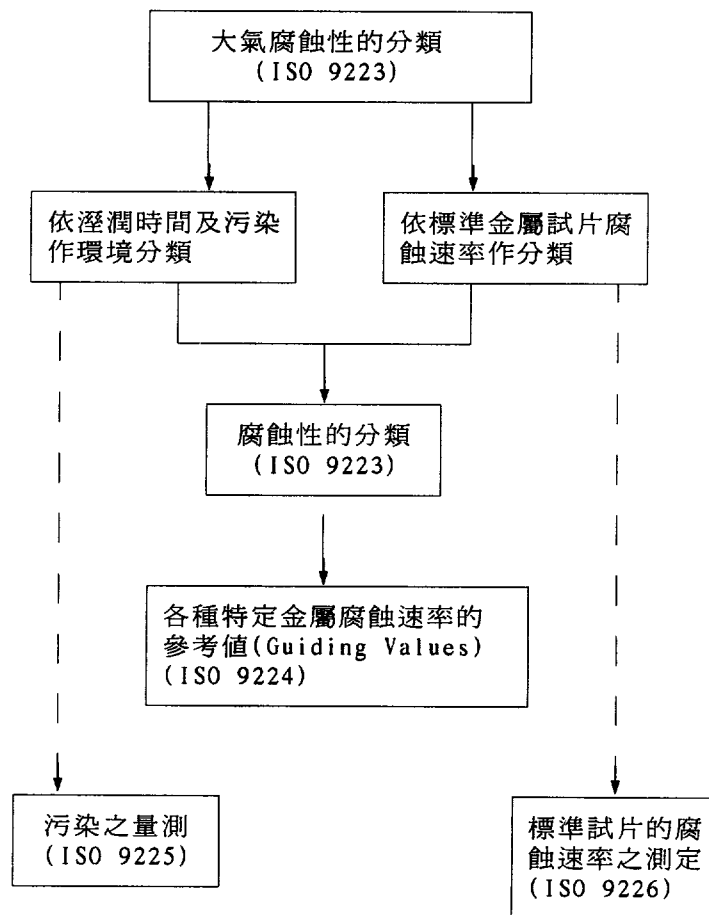 大氣腐蝕性的分類
(ISO 9223)
依溼潤時間及污染
作環境分類
依標準金屬試片腐
蝕速率作分類
腐蝕性的分類
(ISO 9223)
各種特定金屬腐蝕速率的
參考值(Guiding Values)
(ISO 9224)
污染之量測
(ISO 9225)
標準試片的腐
蝕速率之測定
(ISO 9226)